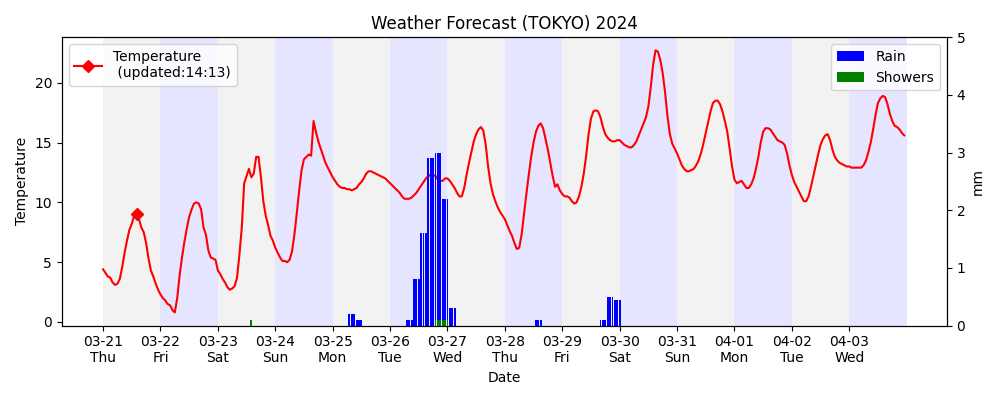 Weather Forecast (TOKYO) 2024
Temperature
(updated:14:13)
Rain
Showers
Temperature
20
15
10
5
0
5
4
3
2
1
0
mm
03-21 03-22 03-23 03-24 03-25 03-26 03-27 03-28 03-29 03-30 03-31 04-01 04-02 04-03
Thu Fri Sat Sun Mon Tue Wed Thu Fri Sat Sun Mon Tue Wed
Date